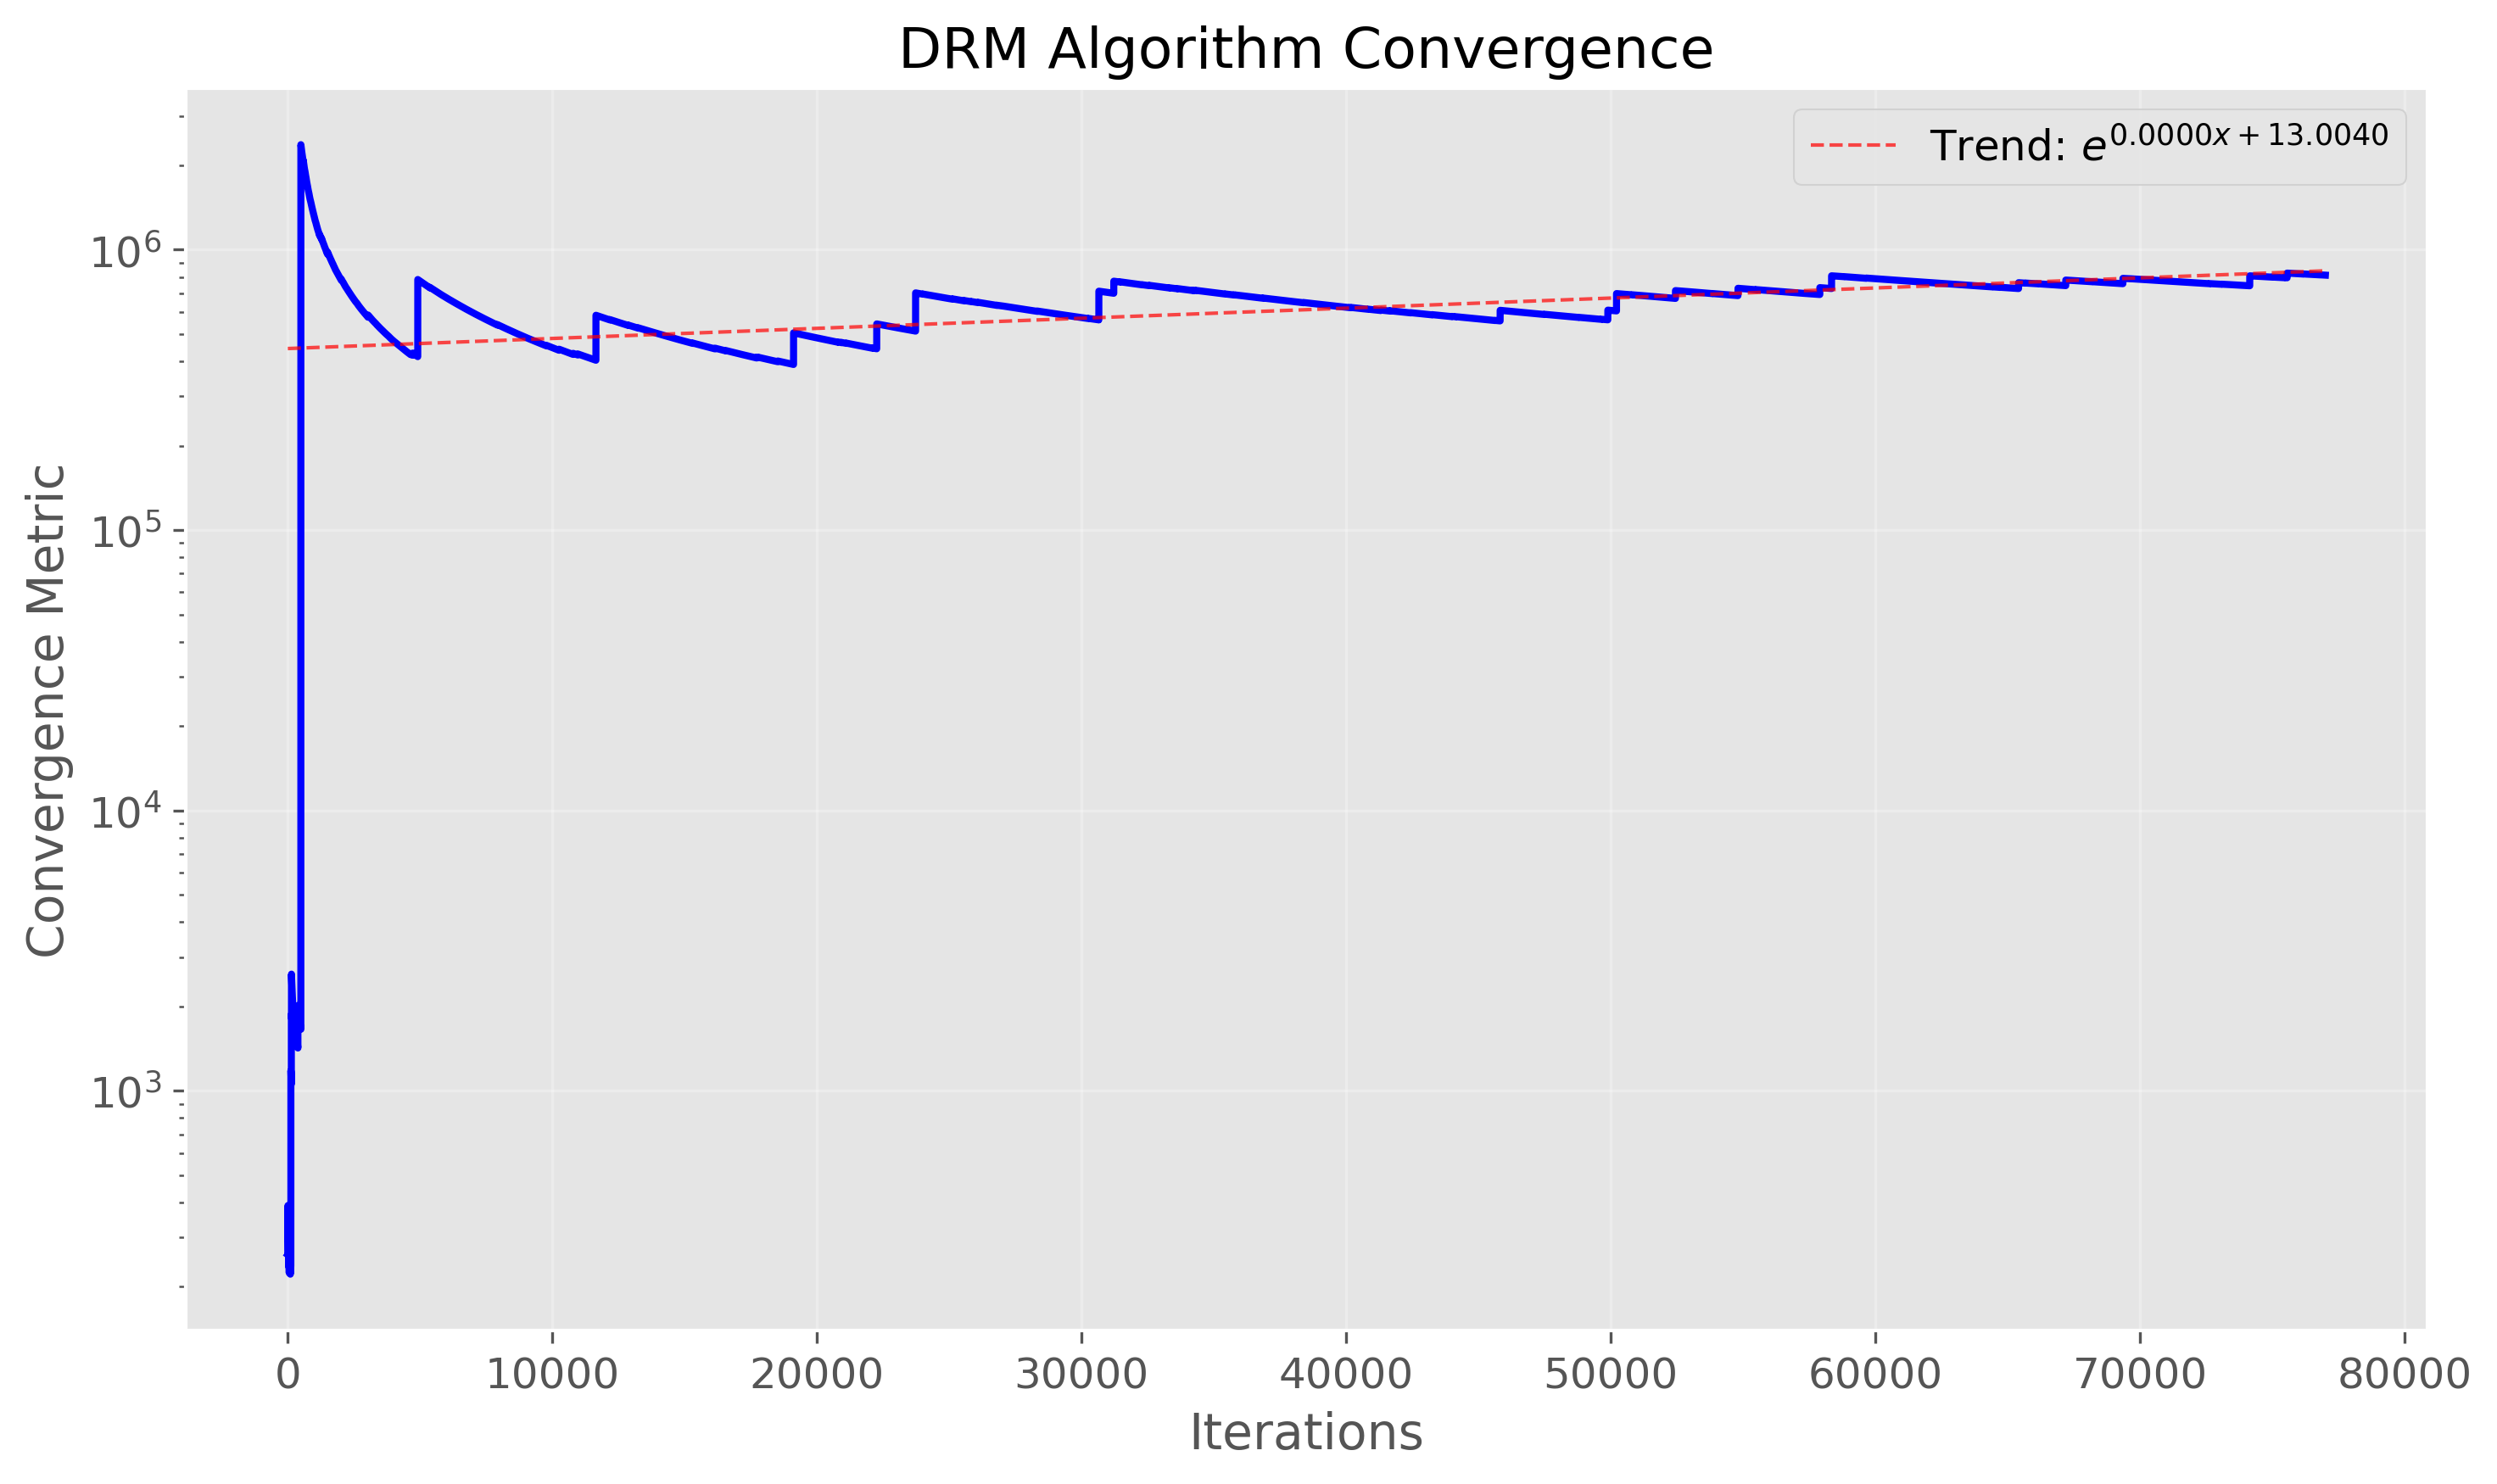 DRM Algorithm Convergence
Trend: e^{0.0000x + 13.0040}
Convergence Metric
10^6
10^5
10^4
10^3
0 10000 20000 30000 40000 50000 60000 70000 80000
Iterations